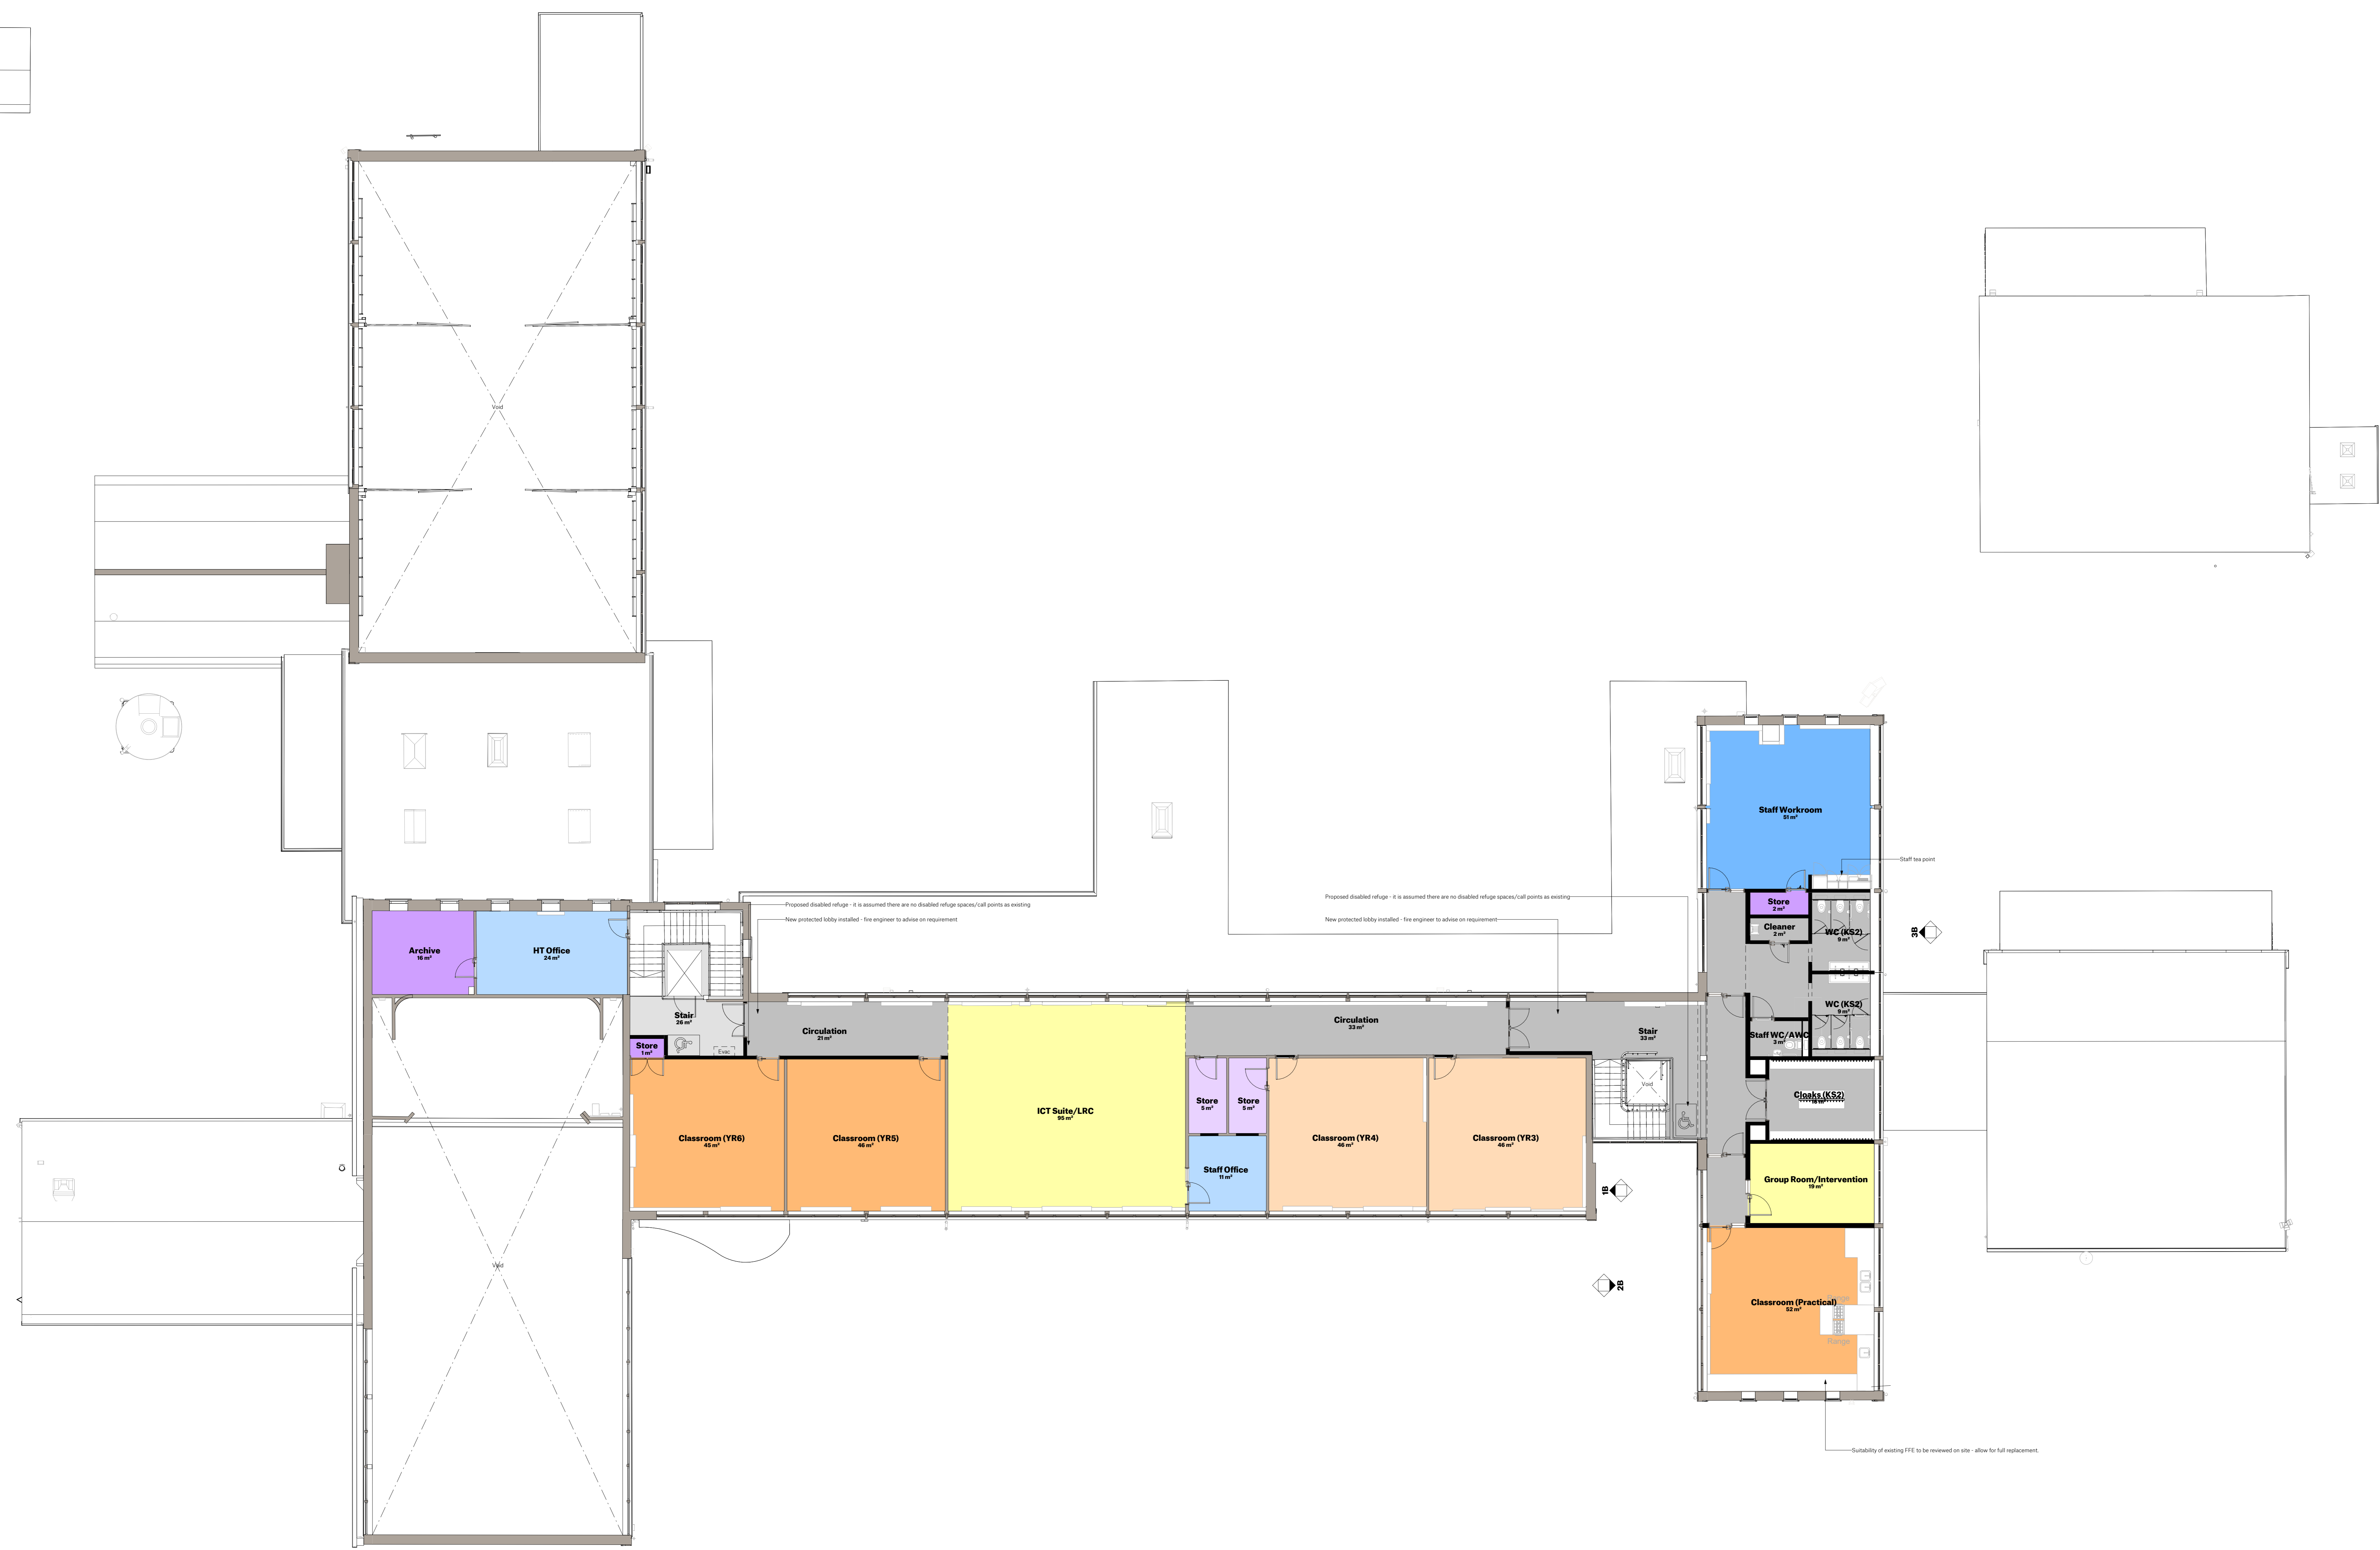 Void
Staff Workroom
51 m²
Staff tea point
Proposed disabled refuge - it is assumed there are no disabled refuge spaces/call points as existing
New protected lobby installed - fire engineer to advise on requirement
Proposed disabled refuge - it is assumed there are no disabled refuge spaces/call points as existing
New protected lobby installed - fire engineer to advise on requirement
Archive
16 m²
HT Office
24 m²
Store
2 m²
Cleaner
2 m²
WC (KS2)
9 m²
3B
WC (KS2)
9 m²
Stair
26 m²
Store
1 m²
Evac
Circulation
21 m²
Circulation
33 m²
Stair
33 m²
Staff WC/AWC
3 m²
Void
Cloaks (KS2)
ICT Suite/LRC
95 m²
Store
5 m²
Store
5 m²
Classroom (YR6)
45 m²
Classroom (YR5)
46 m²
Classroom (YR4)
46 m²
Classroom (YR3)
46 m²
Staff Office
11 m²
Group Room/Intervention
19 m²
1B
Void
2B
Classroom (Practical)
52 m²
Range
Range
Suitability of existing FFE to be reviewed on site - allow for full replacement.